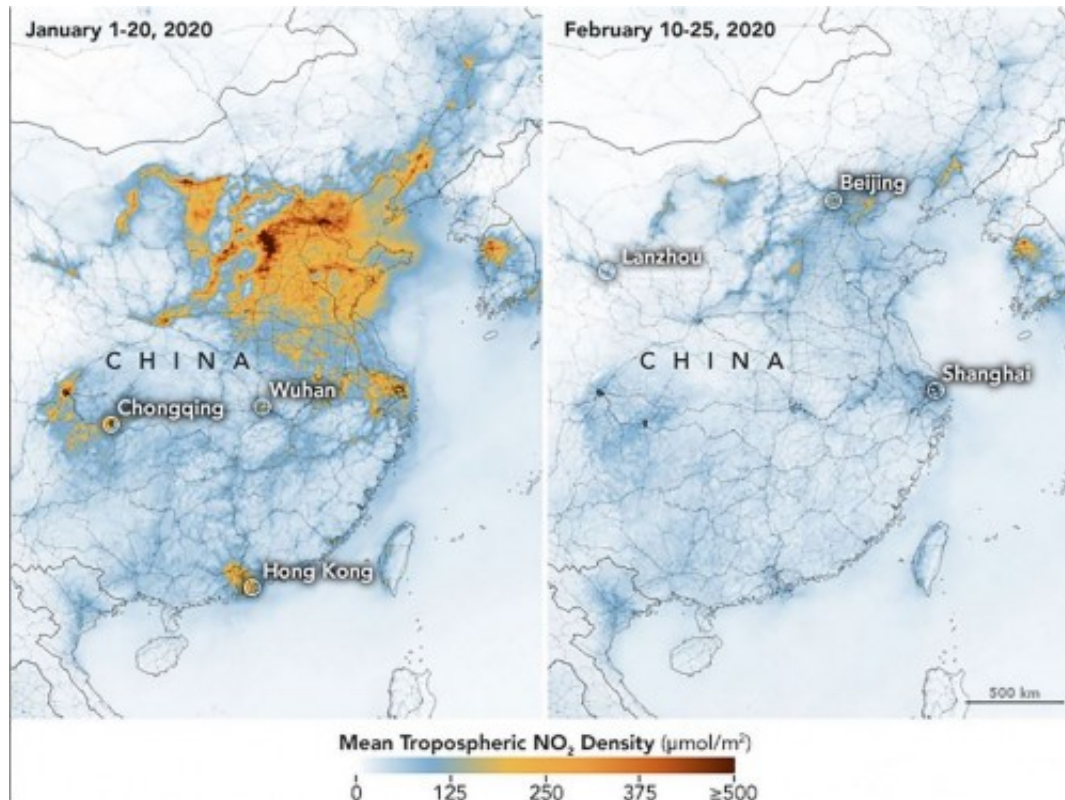 January 1-20, 2020
CHINA
Wuhan
Chongqing
Hong Kong
February 10-25, 2020
Beijing
Lanzhou
CHINA
Shanghai
500 km
Mean Tropospheric NO₂ Density (μmol/m²)
0 125 250 375 ≥500